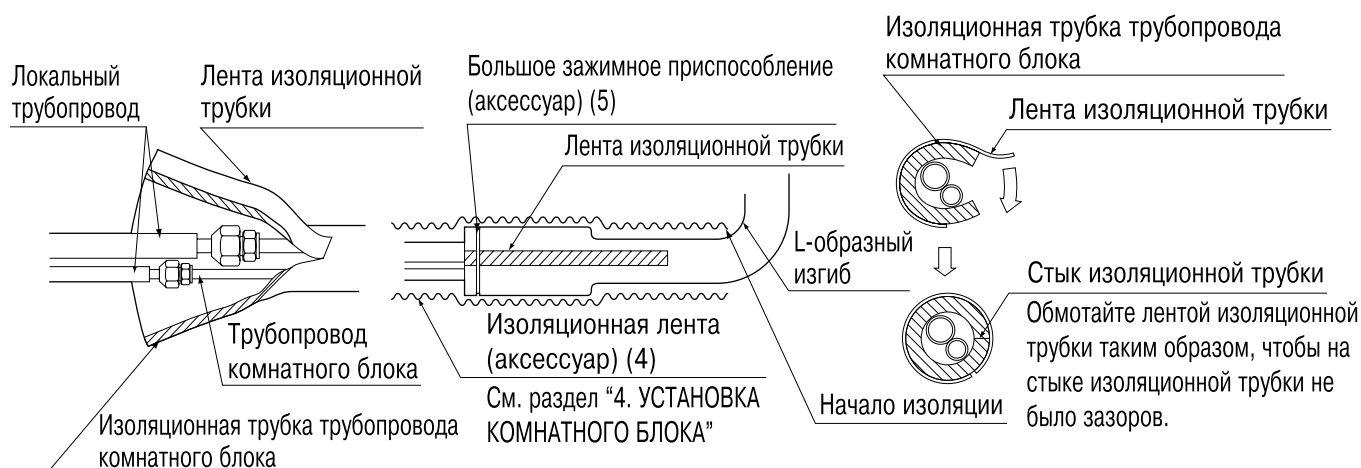 Локальный
трубопровод
Лента изоляционной
трубки
Большое зажимное приспособление
(аксессуар) (5)
Лента изоляционной трубки
L-образный
изгиб
Изоляционная лента
(аксессуар) (4)
См. раздел “4. УСТАНОВКА
КОМНАТНОГО БЛОКА”
Начало изоляции
Трубопровод
комнатного блока
Изоляционная трубка трубопровода
комнатного блока
Изоляционная трубка трубопровода
комнатного блока
Лента изоляционной трубки
Стык изоляционной трубки
Обмотайте лентой изоляционной
трубки таким образом, чтобы на
стыке изоляционной трубки не
было зазоров.